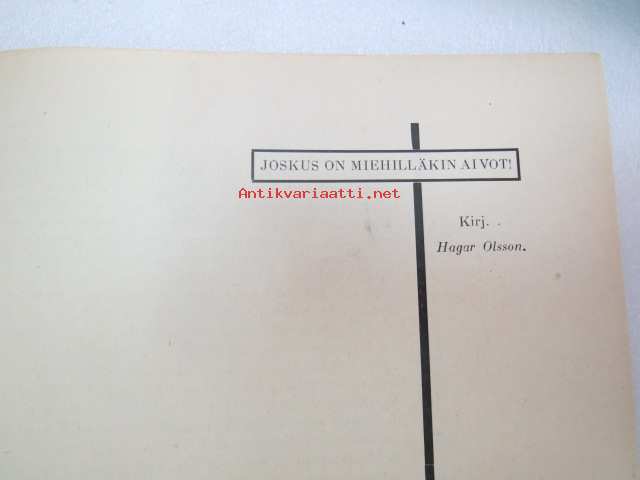 JOSKUS ON MIEHILLÄKIN AIVOT!
Antikvariaatti.net
Kirj. .
Hagar Olsson.